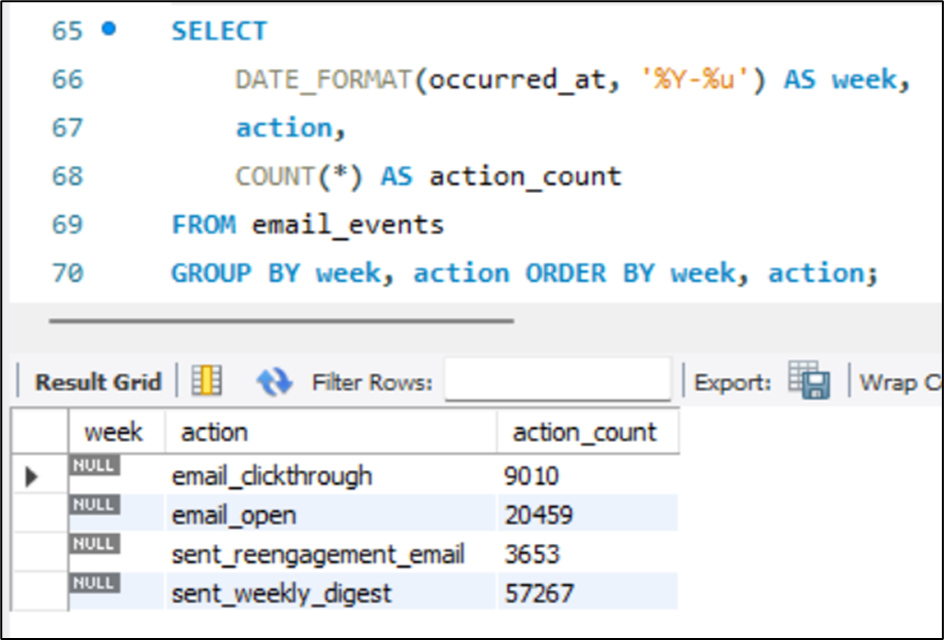 65 SELECT
66 DATE_FORMAT(occurred_at, '%Y-%u') AS week,
67 action,
68 COUNT(*) AS action_count
69 FROM email_events
70 GROUP BY week, action ORDER BY week, action;
Result Grid Filter Rows: Export: Wrap C
week action action_count
NULL email_clickthrough 9010
NULL email_open 20459
NULL sent_reengagement_email 3653
NULL sent_weekly_digest 57267